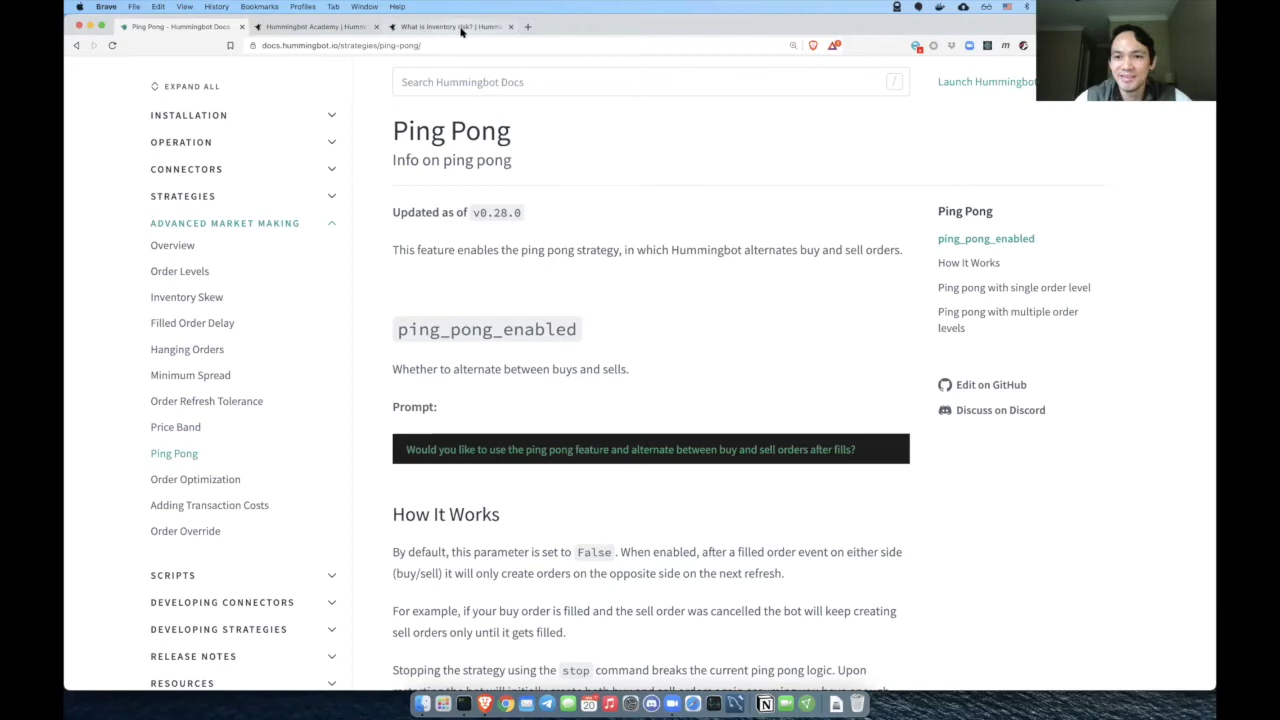 Brave File Edit View History Bookmarks Profiles Tab Window Help
Ping Pong - Hummingbot Docs
Hummingbot Academy | Hummi
What is inventory risk? | Hummi
docs.hummingbot.io/strategies/ping-pong/
EXPAND ALL
INSTALLATION
OPERATION
CONNECTORS
STRATEGIES
ADVANCED MARKET MAKING
Overview
Order Levels
Inventory Skew
Filled Order Delay
Hanging Orders
Minimum Spread
Order Refresh Tolerance
Price Band
Ping Pong
Order Optimization
Adding Transaction Costs
Order Override
SCRIPTS
DEVELOPING CONNECTORS
DEVELOPING STRATEGIES
RELEASE NOTES
RESOURCES
Search Hummingbot Docs
/
Launch Hummingbot
Ping Pong
Info on ping pong
Updated as of v0.28.0
This feature enables the ping pong strategy, in which Hummingbot alternates buy and sell orders.
ping_pong_enabled
Whether to alternate between buys and sells.
Prompt:
Would you like to use the ping pong feature and alternate between buy and sell orders after fills?
How It Works
By default, this parameter is set to False. When enabled, after a filled order event on either side
(buy/sell) it will only create orders on the opposite side on the next refresh.
For example, if your buy order is filled and the sell order was cancelled the bot will keep creating
sell orders only until it gets filled.
Stopping the strategy using the stop command breaks the current ping pong logic. Upon
Ping Pong
ping_pong_enabled
How It Works
Ping pong with single order level
Ping pong with multiple order
levels
Edit on GitHub
Discuss on Discord